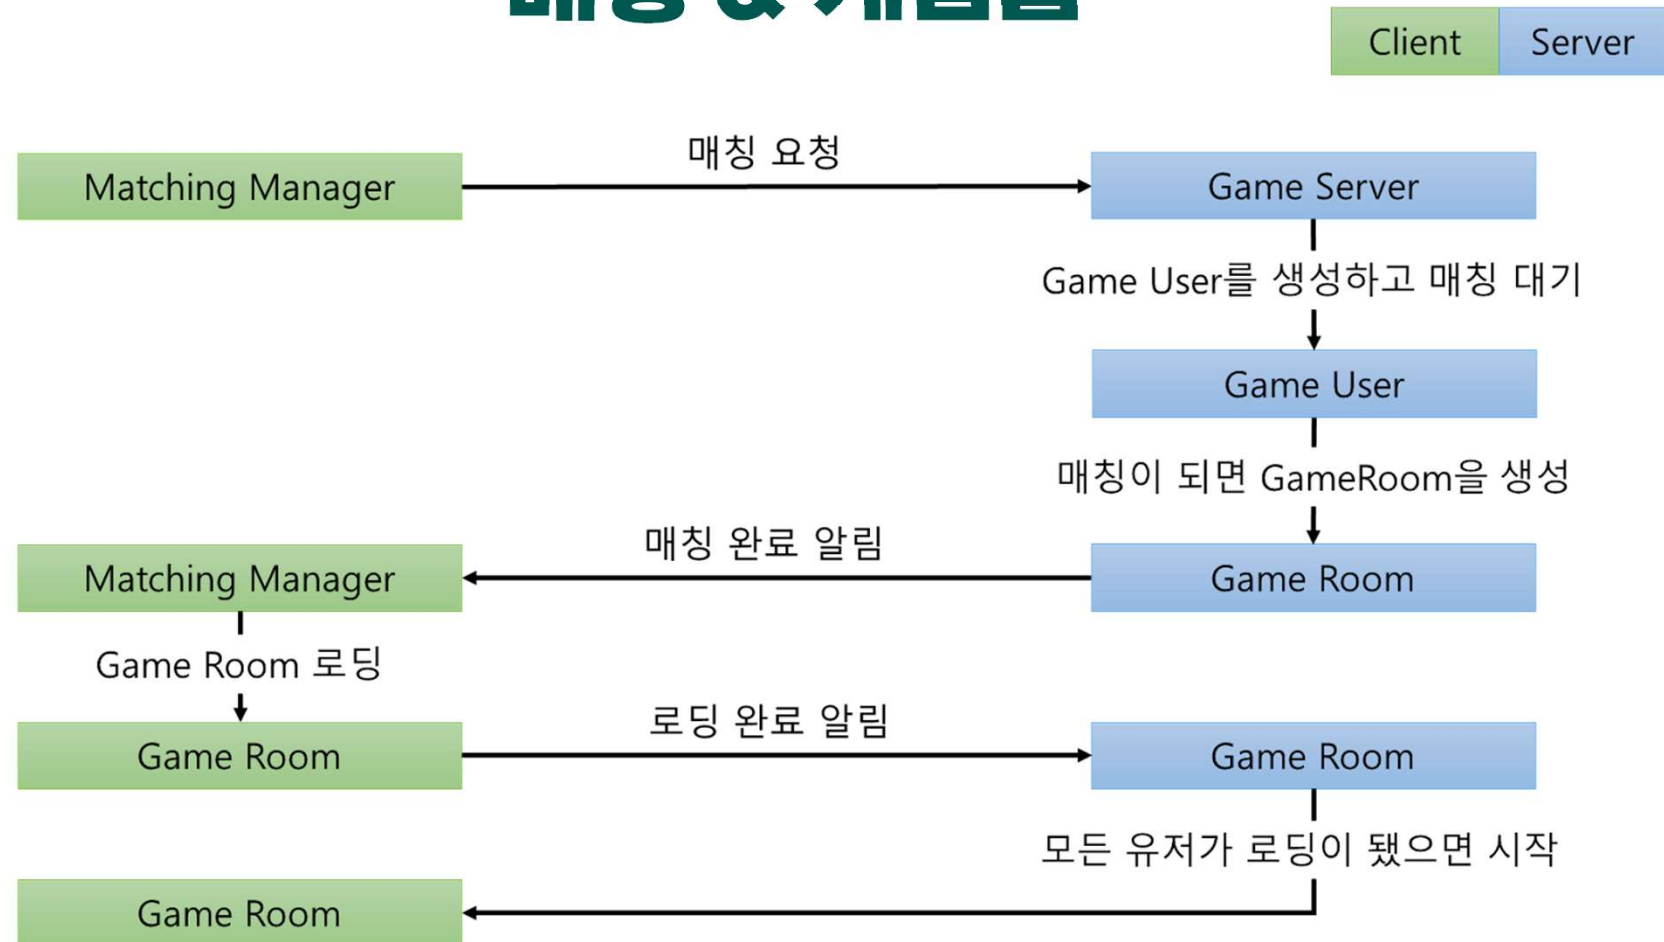 &
Client
Server
매칭 요청
Matching Manager
Game Server
Game User를 생성하고 매칭 대기
Game User
매칭이 되면 GameRoom을 생성
매칭 완료 알림
Matching Manager
Game Room
Game Room 로딩
로딩 완료 알림
Game Room
Game Room
모든 유저가 로딩이 됐으면 시작
Game Room